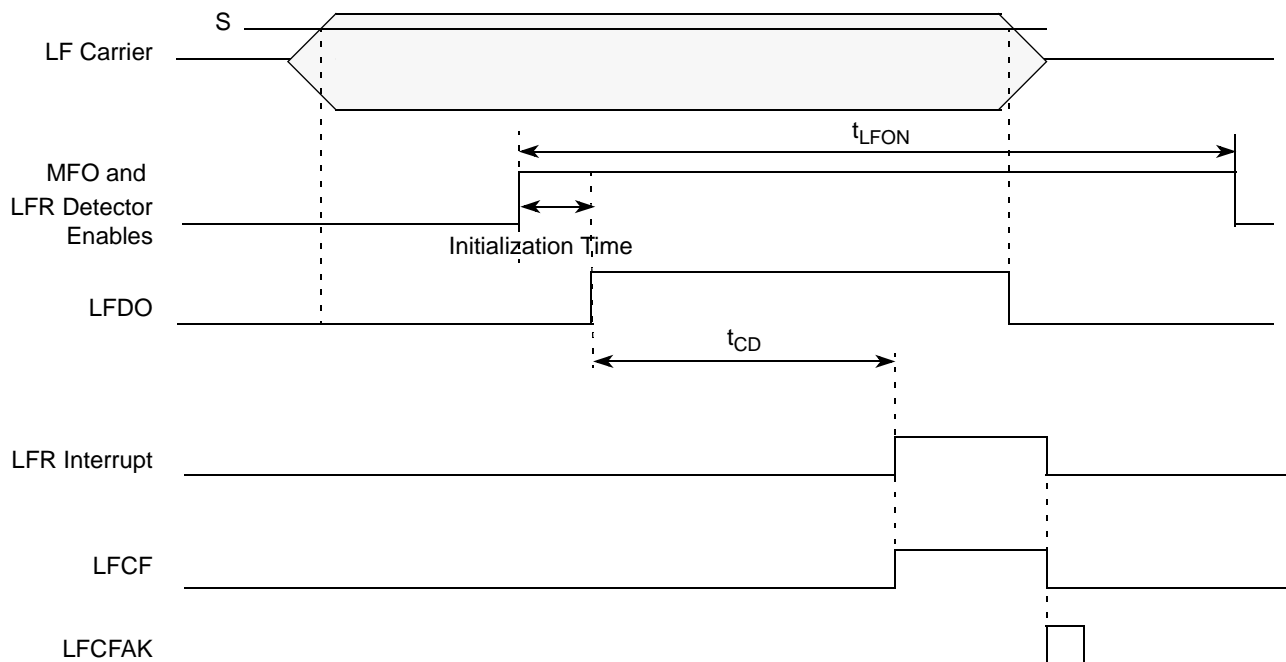 S
LF Carrier
tLFON
MFO and
LFR Detector
Enables
Initialization Time
LFDO
tCD
LFR Interrupt
LFCF
LFCFAK